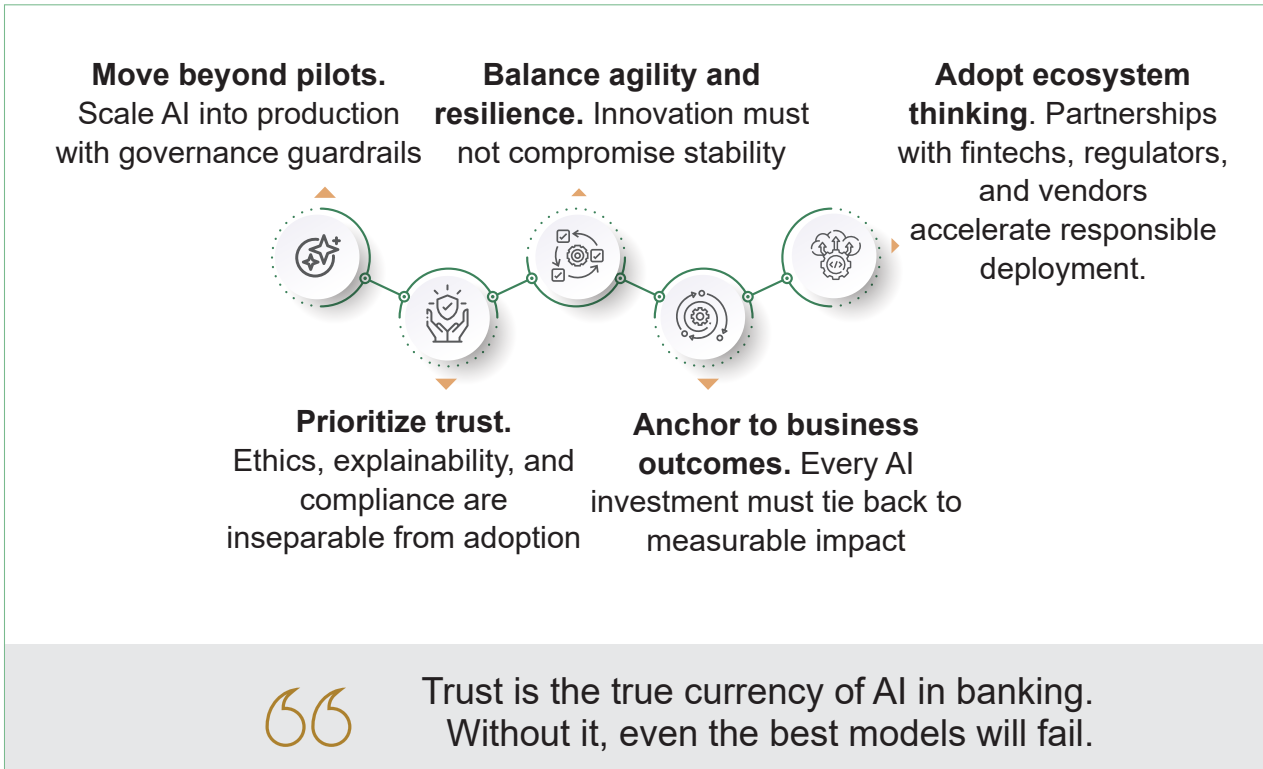 Move beyond pilots.
Scale AI into production
with governance guardrails
Balance agility and
resilience. Innovation must
not compromise stability
Adopt ecosystem
thinking. Partnerships
with fintechs, regulators,
and vendors
accelerate responsible
deployment.
Prioritize trust.
Ethics, explainability, and
compliance are
inseparable from adoption
Anchor to business
outcomes. Every AI
investment must tie back to
measurable impact
Trust is the true currency of AI in banking.
Without it, even the best models will fail.